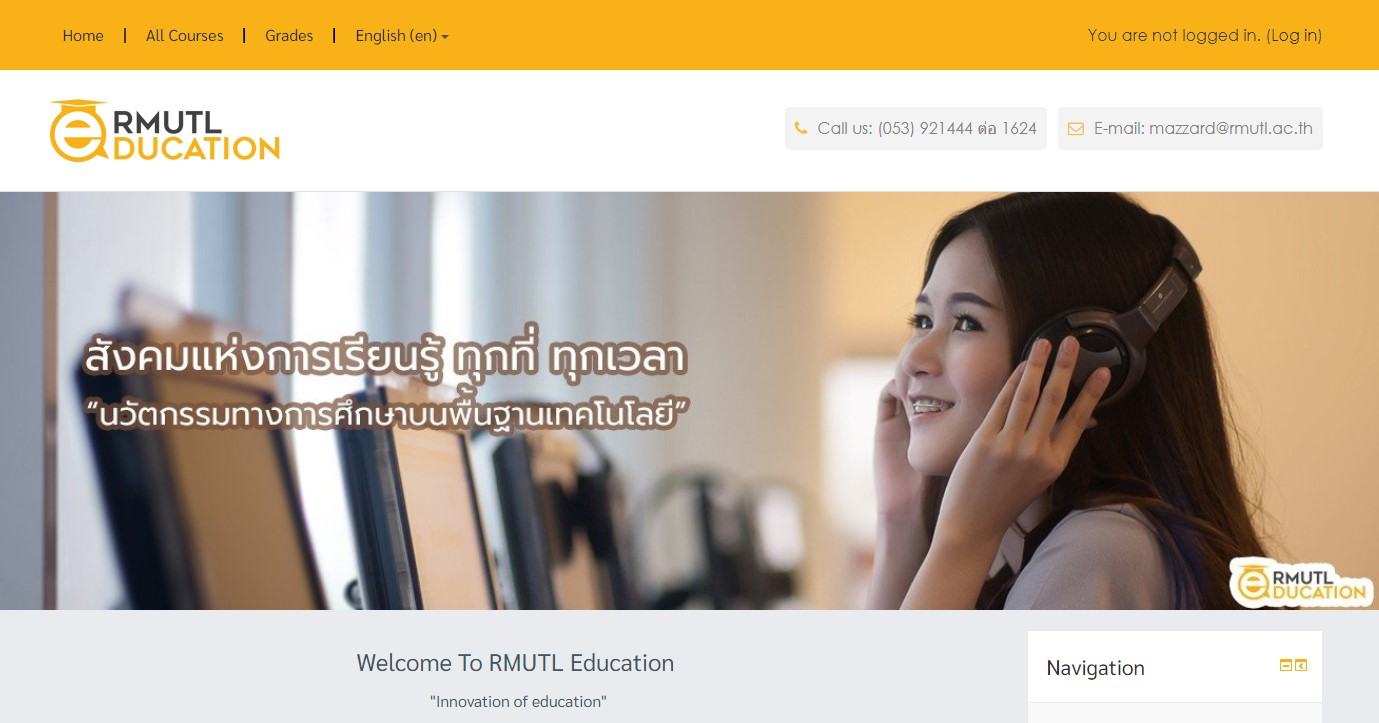 Home | All Courses | Grades | English (en)
You are not logged in. (Log in)
RMUTL
EDUCATION
Call us: (053) 921444 ต่อ 1624
E-mail: mazzard@rmutl.ac.th
สังคมแห่งการเรียนรู้ ทุกที่ ทุกเวลา
“นวัตกรรมทางการศึกษาบนพื้นฐานเทคโนโลยี”
RMUTL
EDUCATION
Welcome To RMUTL Education
"Innovation of education"
Navigation